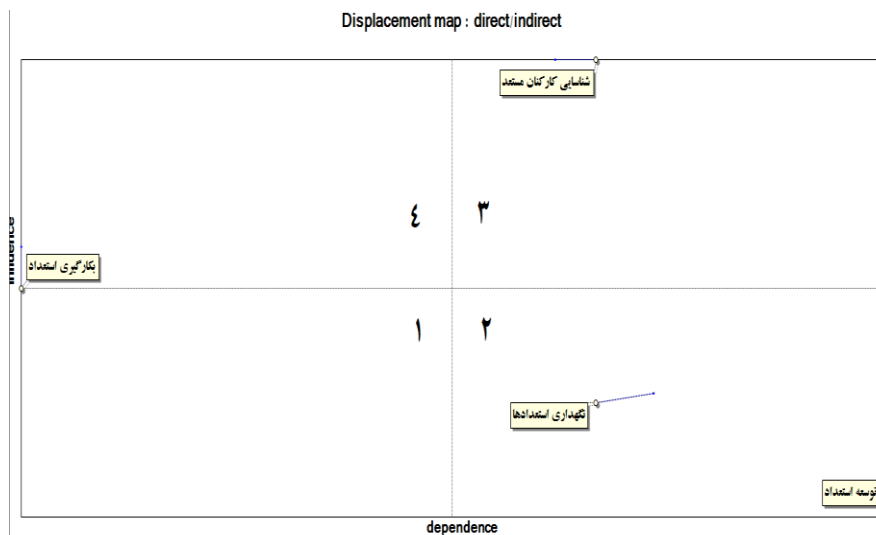 Displacement map : direct/indirect
شناسایی کارکنان مستعد
٤ ٣
influence
بکارگیری استعداد
١ ٢
نگهداری استعدادها
توسعه استعداد
dependence